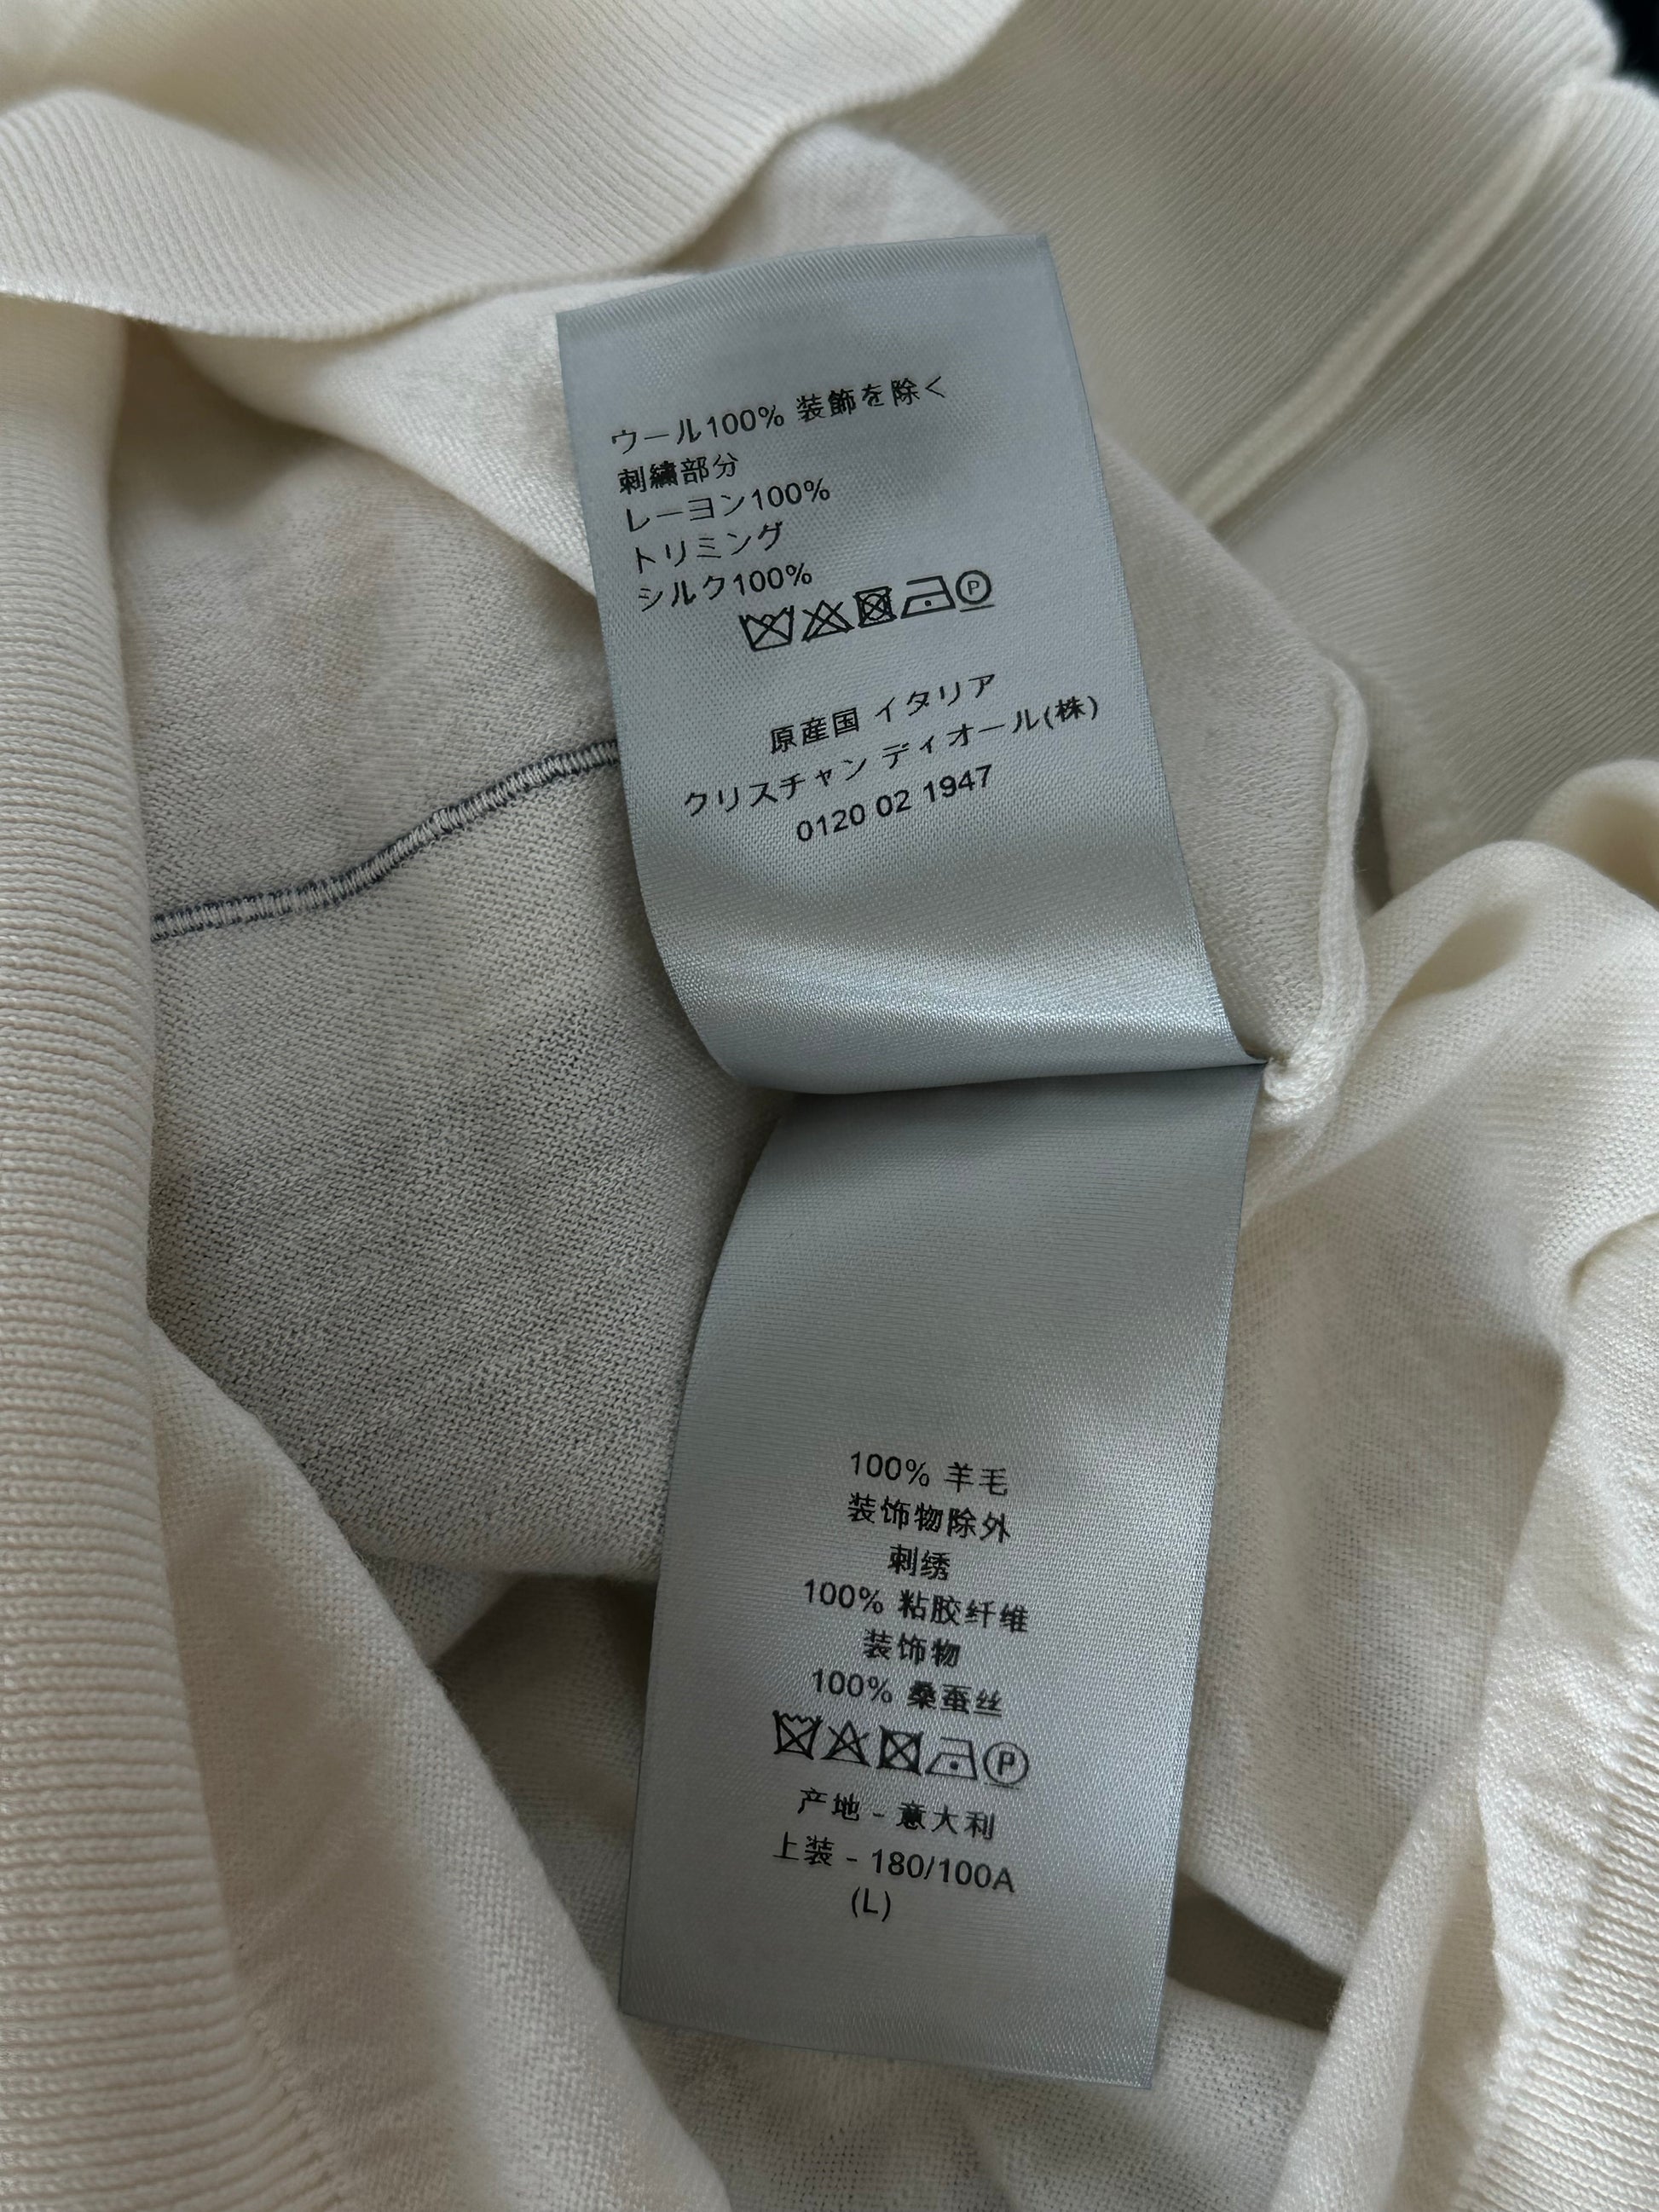 ウール100% 装飾を除く
刺繍部分
レーヨン100%
トリミング
シルク100%
P
原産国 イタリア
クリスチャン ディオール(株)
0120 02 1947
100% 羊毛
装饰物除外
刺绣
100% 粘胶纤维
装饰物
100% 桑蚕丝
P
产地 - 意大利
上装 - 180/100A
(L)